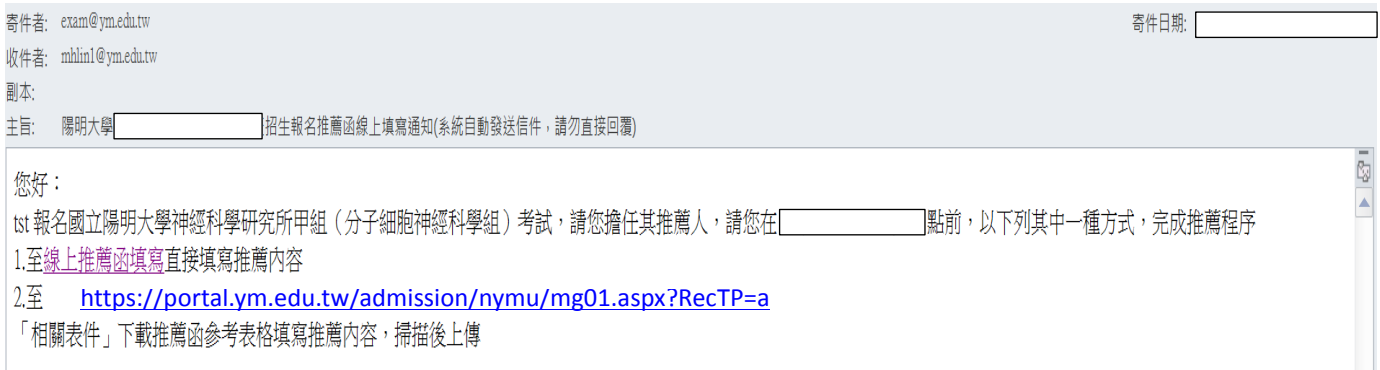 寄件者: exam@ym.edu.tw 寄件日期:
收件者: mhlin1@ym.edu.tw
副本:
主旨: 陽明大學 招生報名推薦函線上填寫通知(系統自動發送信件，請勿直接回覆)
您好：
tst 報名國立陽明大學神經科學研究所甲組（分子細胞神經科學組）考試，請您擔任其推薦人，請您在 點前，以下列其中一種方式，完成推薦程序
1.至線上推薦函填寫直接填寫推薦內容
2.至 https://portal.ym.edu.tw/admission/nymu/mg01.aspx?RecTP=a
「相關表件」下載推薦函參考表格填寫推薦內容，掃描後上傳